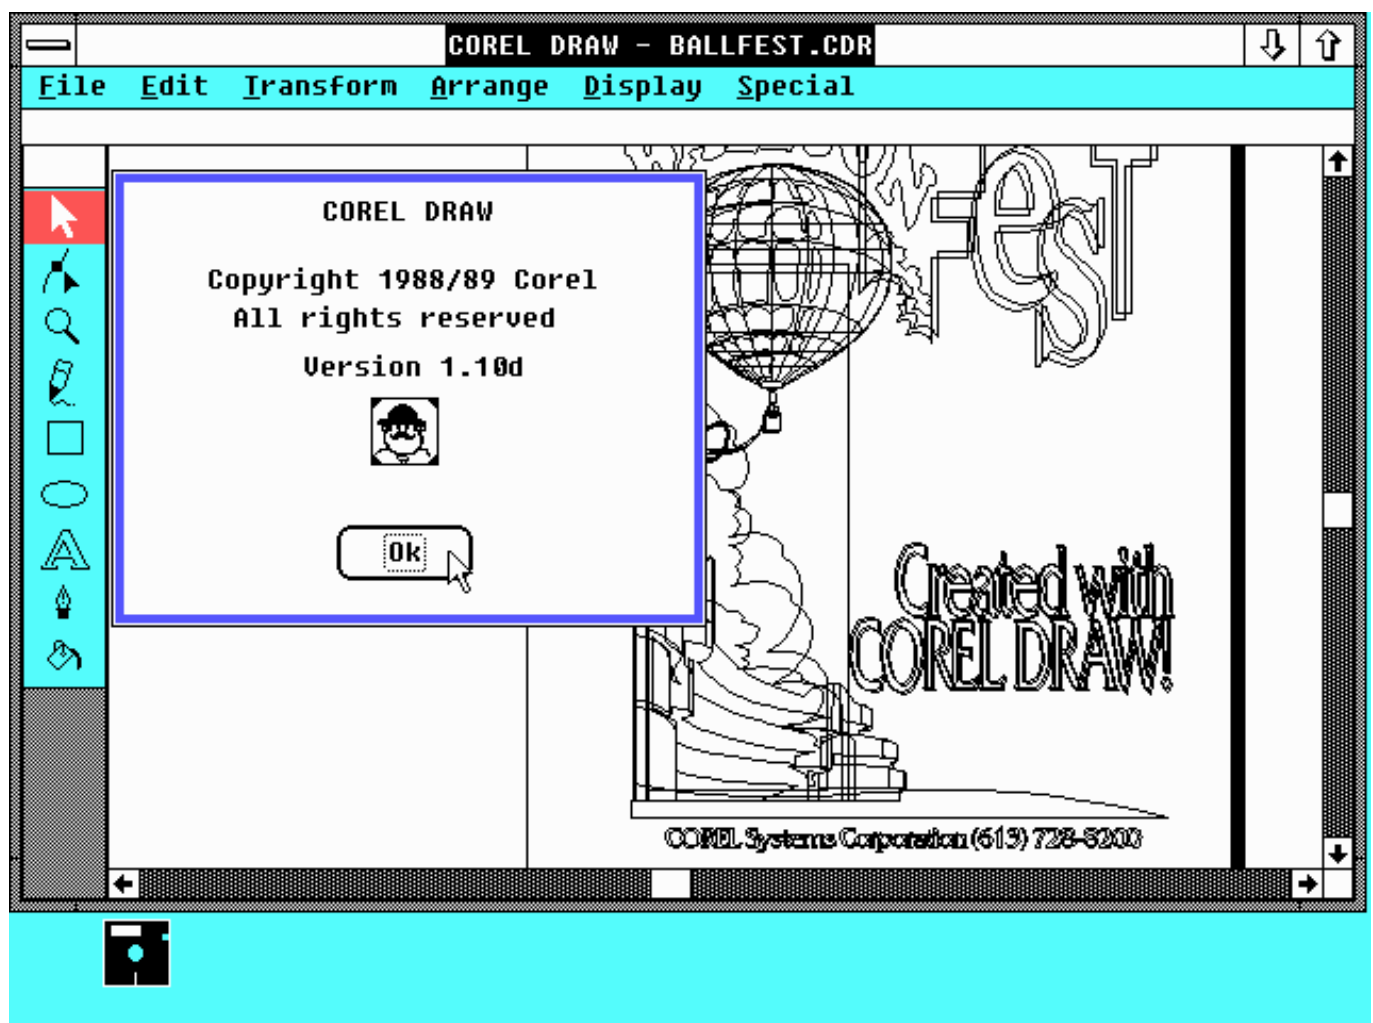 COREL DRAW - BALLFEST.CDR
File Edit Transform Arrange Display Special
COREL DRAW
Copyright 1988/89 Corel
All rights reserved
Version 1.10d
Ok
FesT
A
Created with
COREL DRAW!
COREL Systems Corporation (613) 728-8200